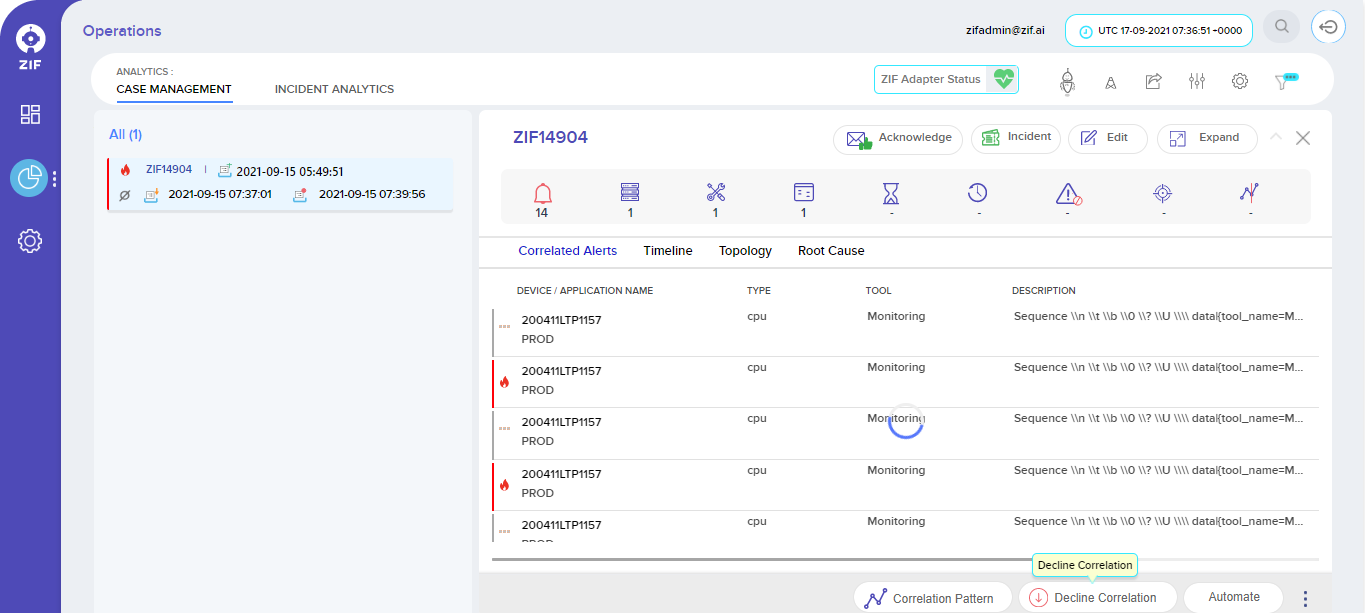 Operations
zifadmin@zif.ai
UTC 17-09-2021 07:36:51 +0000
ZIF
ANALYTICS :
CASE MANAGEMENT
INCIDENT ANALYTICS
ZIF Adapter Status
All (1)
ZIF14904 | 2021-09-15 05:49:51
2021-09-15 07:37:01 2021-09-15 07:39:56
ZIF14904
Acknowledge
Incident
Edit
Expand
14 1 1 1 - - - - -
Correlated Alerts Timeline Topology Root Cause
DEVICE / APPLICATION NAME TYPE TOOL DESCRIPTION
200411LTP1157 cpu Monitoring Sequence \\n \\t \\b \\0 \\? \\U \\\\ data{tool_name=M...
PROD
200411LTP1157 cpu Monitoring Sequence \\n \\t \\b \\0 \\? \\U \\\\ data{tool_name=M...
PROD
200411LTP1157 cpu Monitoring Sequence \\n \\t \\b \\0 \\? \\U \\\\ data{tool_name=M...
PROD
200411LTP1157 cpu Monitoring Sequence \\n \\t \\b \\0 \\? \\U \\\\ data{tool_name=M...
PROD
200411LTP1157 cpu Monitoring Sequence \\n \\t \\b \\0 \\? \\U \\\\ data{tool_name=M...
PROD
Decline Correlation
Correlation Pattern
Decline Correlation
Automate